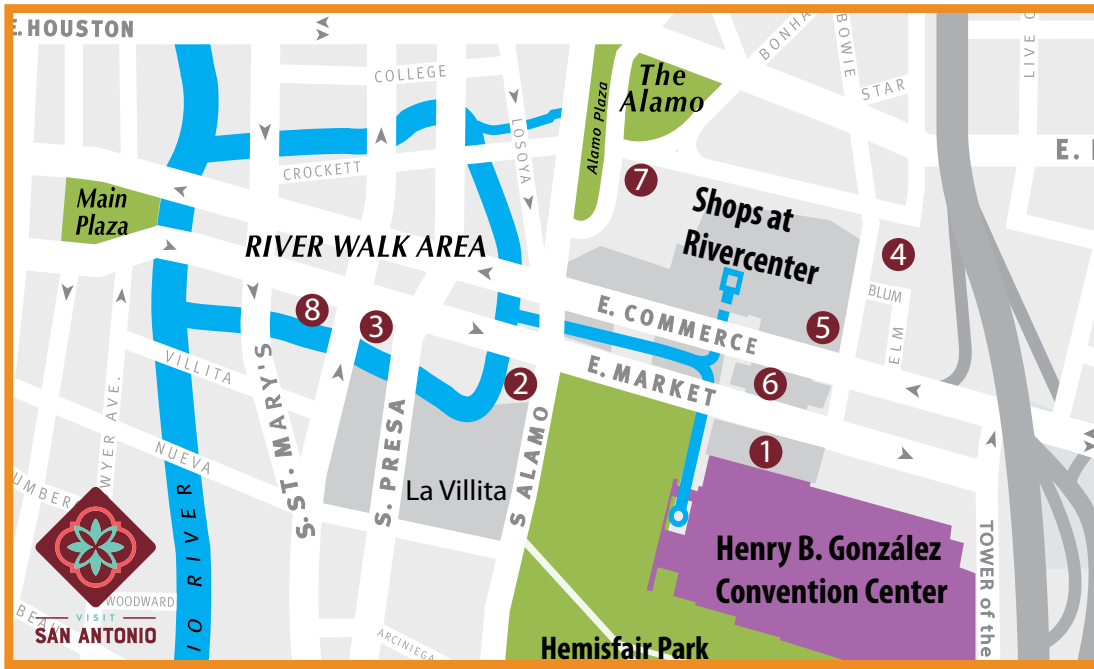 E. HOUSTON
COLLEGE
BONHA
BOWIE
LIVE O
STAR
The
Alamo
Alamo Plaza
LOSOYA
CROCKETT
E.
7
Main
Plaza
RIVER WALK AREA
Shops at
Rivercenter
4
BLUM
8
3
E. COMMERCE
5
ELM
VILLITA
E. MARKET
6
2
WYER AVE.
S. ST. MARY'S
S. PRESA
S ALAMO
1
NUEVA
UMBER
La Villita
IO RIVER
TOWER of the
Henry B. González
Convention Center
WOODWARD
BEAU
VISIT
SAN ANTONIO
ARCINIEGA
Hemisfair Park